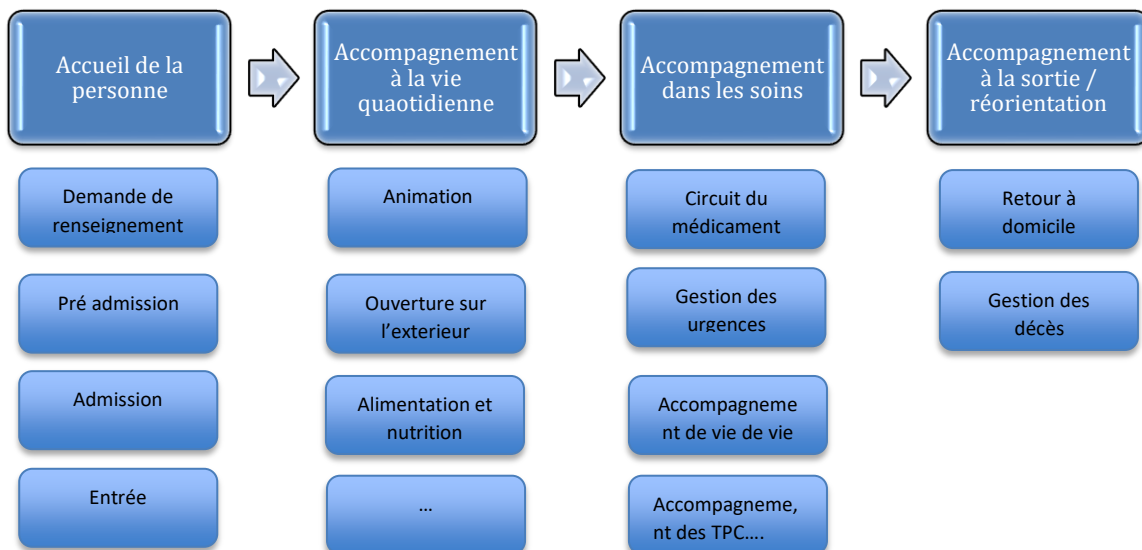 Accueil de la
personne
Accompagnement
à la vie
quaotidienne
Accompagnement
dans les soins
Accompagnement
à la sortie /
réorientation
Demande de
renseignement
Pré admission
Admission
Entrée
Animation
Ouverture sur
l'exterieur
Alimentation et
nutrition
…
Circuit du
médicament
Gestion des
urgences
Accompagneme
nt de vie de vie
Accompagneme,
nt des TPC….
Retour à
domicile
Gestion des
décès